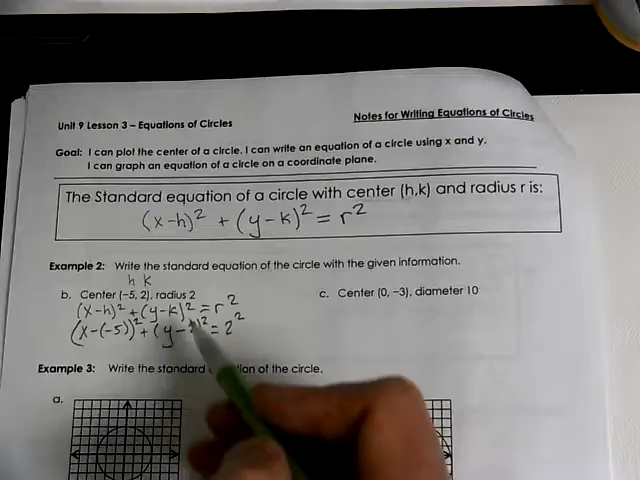 Unit 9 Lesson 3 – Equations of Circles
Notes for Writing Equations of Circles
Goal: I can plot the center of a circle. I can write an equation of a circle using x and y.
I can graph an equation of a circle on a coordinate plane.
The Standard equation of a circle with center (h,k) and radius r is:
(x-h)² + (y-k)² = r²
Example 2: Write the standard equation of the circle with the given information.
h k
b. Center (−5, 2), radius 2
c. Center (0, −3), diameter 10
(x-h)² + (y-k)² = r²
(x-(-5))² + (y- )² = 2²
Example 3: Write the standard of the circle.
a.